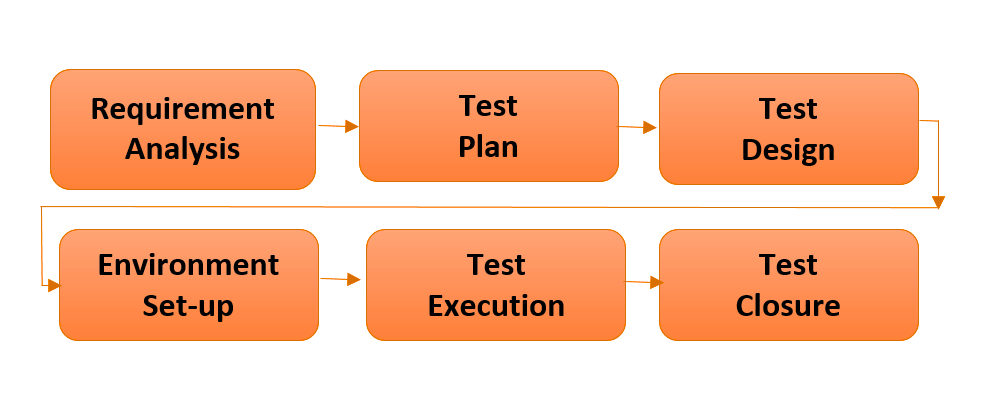 Requirement
Analysis
Test
Plan
Test
Design
Environment
Set-up
Test
Execution
Test
Closure